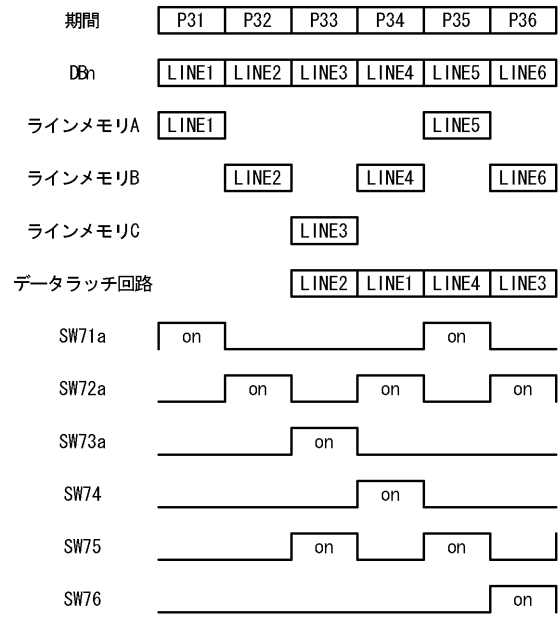 期間 P31 P32 P33 P34 P35 P36
DBn LINE1 LINE2 LINE3 LINE4 LINE5 LINE6
ラインメモリA LINE1 LINE5
ラインメモリB LINE2 LINE4 LINE6
ラインメモリC LINE3
データラッチ回路 LINE2 LINE1 LINE4 LINE3
SW71a on on
SW72a on on on
SW73a on
SW74 on
SW75 on on
SW76 on